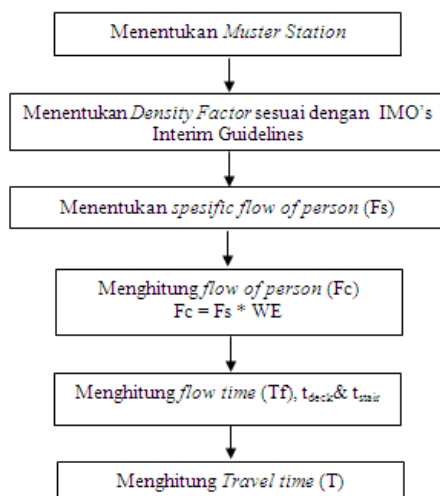 Menentukan Muster Station
Menentukan Density Factor sesuai dengan IMO's
Interim Guidelines
Menentukan spesific flow of person (Fs)
Menghitung flow of person (Fc)
Fc = Fs * WE
Menghitung flow time (Tf), tdeck& tstair
Menghitung Travel time (T)